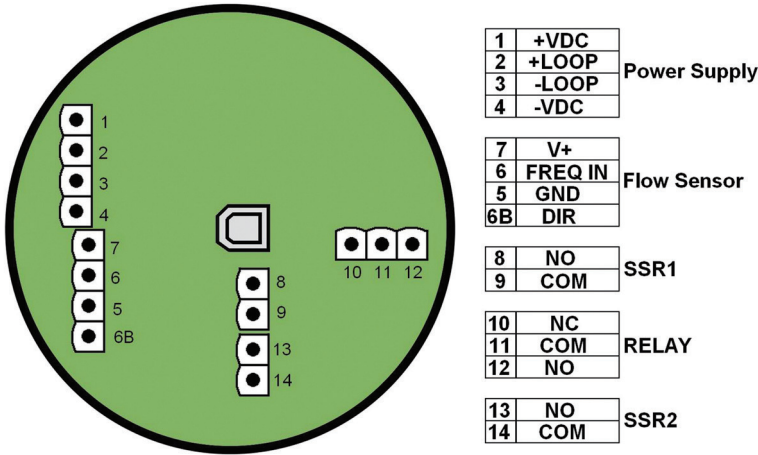 1
2
3
4
7
6
5
6B
8
9
13
14
10 11 12
1 +VDC
2 +LOOP
3 -LOOP
4 -VDC
Power Supply
7 V+
6 FREQ IN
5 GND
6B DIR
Flow Sensor
8 NO
9 COM
SSR1
10 NC
11 COM
12 NO
RELAY
13 NO
14 COM
SSR2